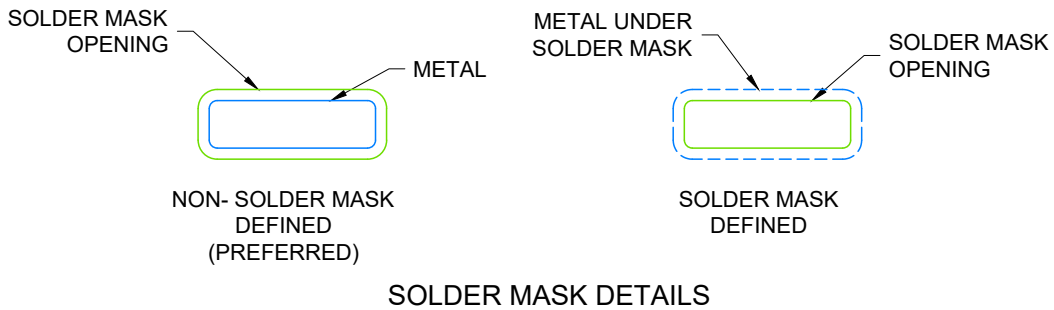 SOLDER MASK
OPENING
METAL
NON- SOLDER MASK
DEFINED
(PREFERRED)
METAL UNDER
SOLDER MASK
SOLDER MASK
OPENING
SOLDER MASK
DEFINED
SOLDER MASK DETAILS